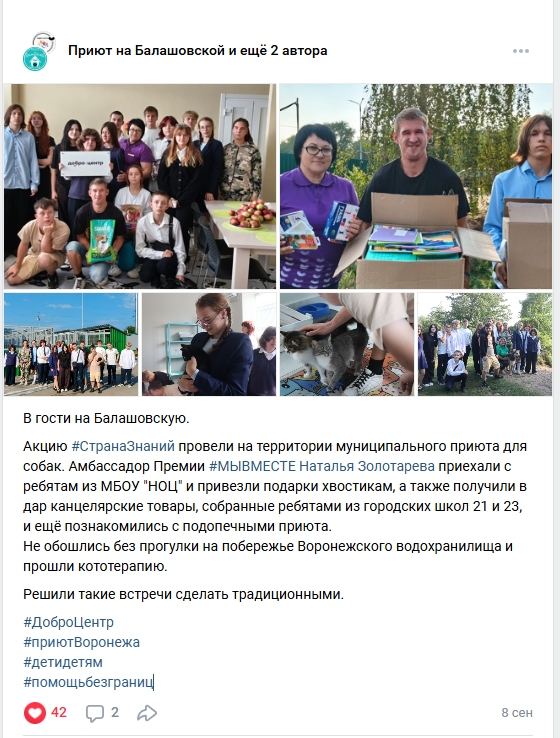 Приют на Балашовской и ещё 2 автора
добро•центр
В гости на Балашовскую.
Акцию #СтранаЗнаний провели на территории муниципального приюта для
собак. Амбассадор Премии #МЫВМЕСТЕ Наталья Золотарева приехали с
ребятам из МБОУ "НОЦ" и привезли подарки хвостикам, а также получили в
дар канцелярские товары, собранные ребятами из городских школ 21 и 23,
и ещё познакомились с подопечными приюта.
Не обошлись без прогулки на побережье Воронежского водохранилища и
прошли кототерапию.
Решили такие встречи сделать традиционными.
#ДоброЦентр
#приютВоронежа
#детидетям
#помощьбезграниц
42
2
8 сен